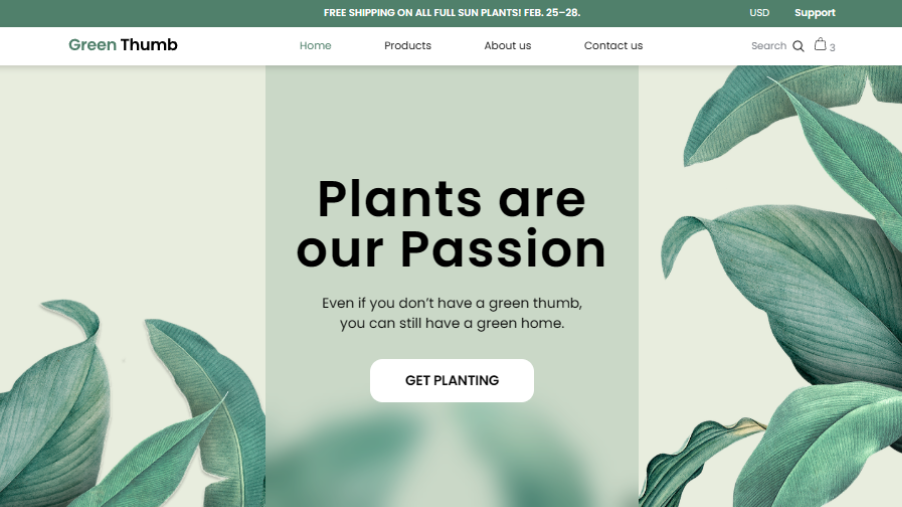 FREE SHIPPING ON ALL FULL SUN PLANTS! FEB. 25–28.
USD
Support
Green Thumb
Home
Products
About us
Contact us
Search
3
Plants are
our Passion
Even if you don’t have a green thumb,
you can still have a green home.
GET PLANTING